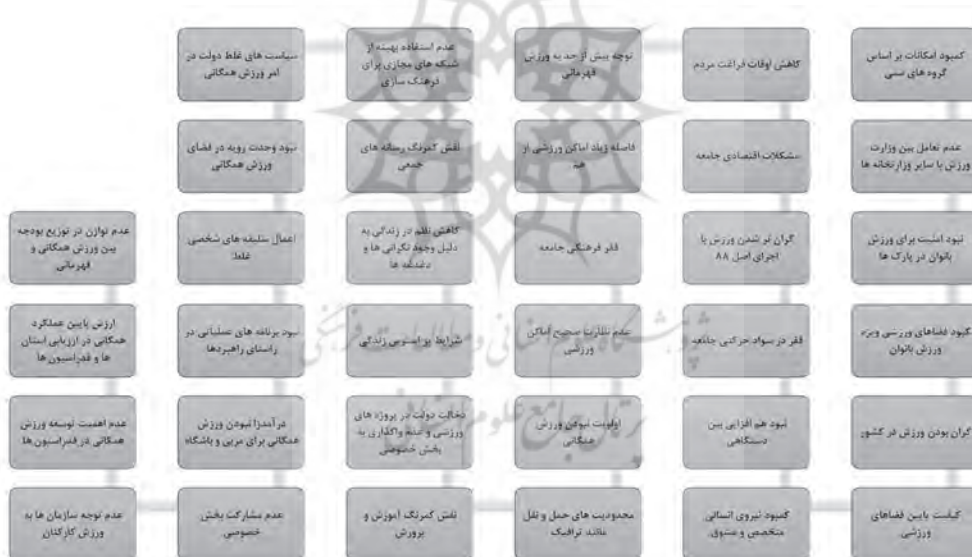 کمبود امکانات بر اساس
گروه های سنی
عدم تعامل بین وزارت
ورزش با سایر وزارتخانه ها
نبود امنیت برای ورزش
بانوان در پارک ها
کمبود فضاهای ورزشی ویژه
ورزش بانوان
گران بودن ورزش در کشور
کیفیت پایین فضاهای
ورزشی
کمبود نیروی انسانی
متخصص و مشوق
نبود هم افزایی بین
دستگاهی
فقر در سواد حرکتی جامعه
گران تر شدن ورزش با
اجرای اصل ۸۸
مشکلات اقتصادی جامعه
کاهش اوقات فراغت مردم
توجه بیش از حد به ورزش
قهرمانی
فاصله زیاد اماکن ورزشی از
هم
فقر فرهنگی جامعه
عدم نظارت صحیح اماکن
ورزشی
اولویت نبودن ورزش
همگانی
محدودیت های حمل و نقل
مانند ترافیک
نقش کمرنگ آموزش و
پرورش
دخالت دولت در پروژه های
ورزشی و عدم واگذاری به
بخش خصوصی
شرایط پر استرس زندگی
کاهش نظم در زندگی به
دلیل وجود نگرانی ها و
دغدغه ها
نقش کمرنگ رسانه های
جمعی
عدم استفاده بهینه از
شبکه های مجازی برای
فرهنگ سازی
سیاست های غلط دولت در
امر ورزش همگانی
نبود وحدت رویه در فضای
ورزش همگانی
اعمال سلیقه های شخصی
غلط
نبود برنامه های عملیاتی در
راستای راهبردها
درآمدزا نبودن ورزش
همگانی برای مربی و باشگاه
عدم مشارکت بخش
خصوصی
عدم توجه سازمان ها به
ورزش کارکنان
عدم اهمیت توسعه ورزش
همگانی در فدراسیون ها
ارزش پایین عملکرد
همگانی در ارزیابی استان
ها و فدراسیون ها
عدم توازن در توزیع بودجه
بین ورزش همگانی و
قهرمانی
پژوهشگاه علوم انسانی و مطالعات فرهنگی
پرتال جامع علوم انسانی